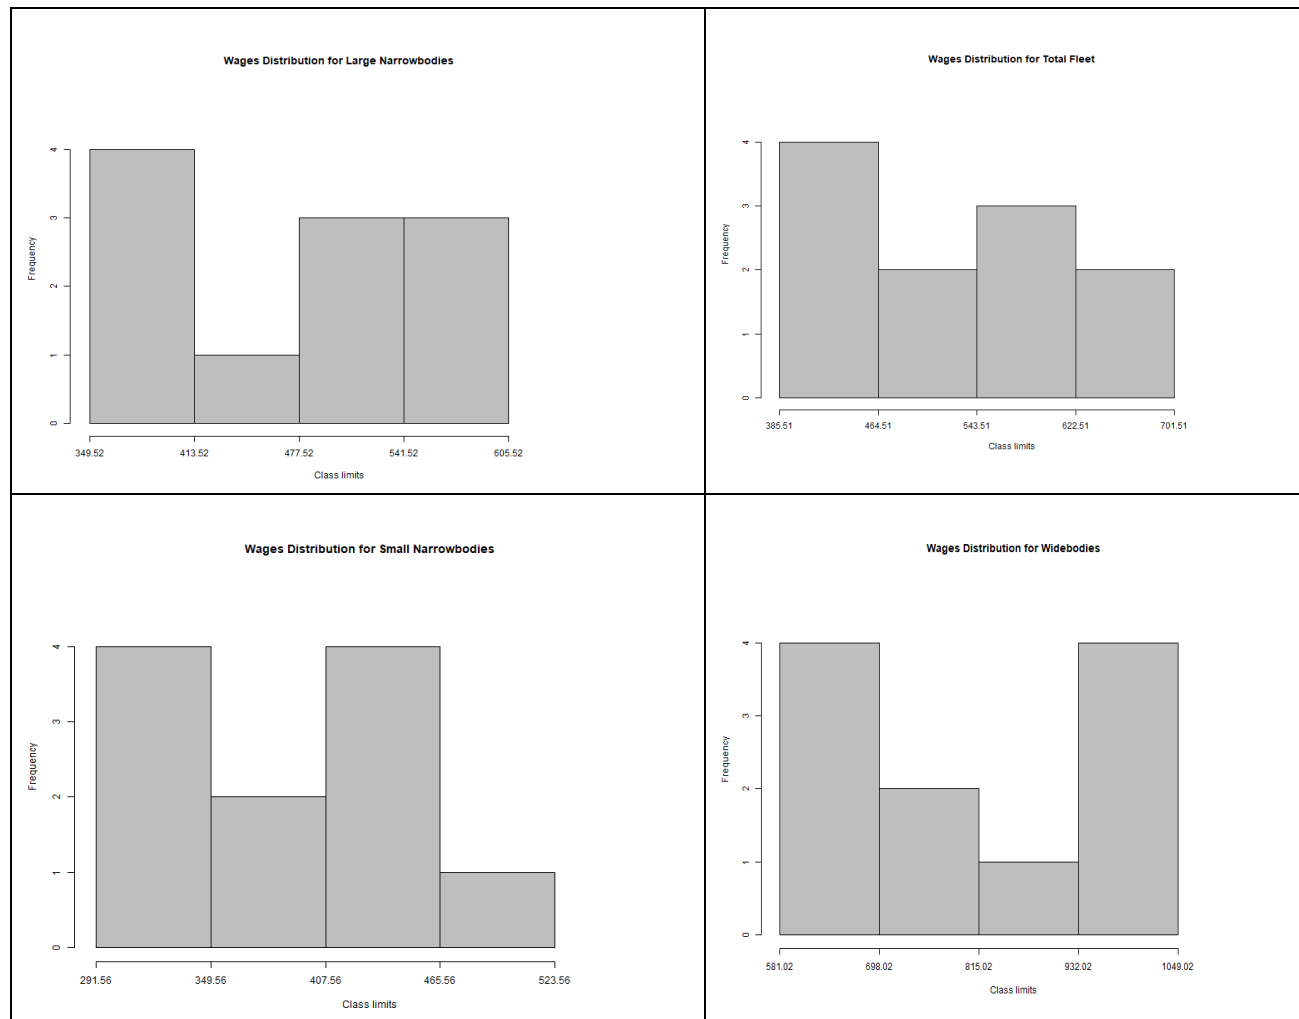 Wages Distribution for Large Narrowbodies
Frequency
4
3
2
1
0
349.52 413.52 477.52 541.52 605.52
Class limits
Wages Distribution for Total Fleet
Frequency
4
3
2
1
0
385.51 464.51 543.51 622.51 701.51
Class limits
Wages Distribution for Small Narrowbodies
Frequency
4
3
2
1
0
291.56 349.56 407.56 465.56 523.56
Class limits
Wages Distribution for Widebodies
Frequency
4
3
2
1
0
581.02 698.02 815.02 932.02 1049.02
Class limits